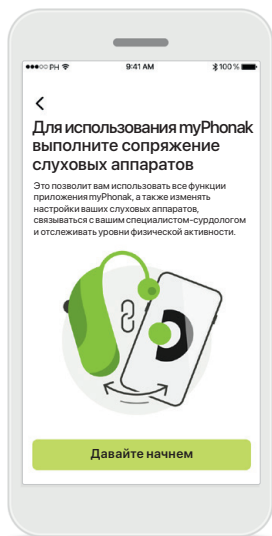 ●●●○○ PH 9:41 AM 100 %
Для использования myPhonak
выполните сопряжение
слуховых аппаратов
Это позволит вам использовать все функции
приложения myPhonak, а также изменять
настройки ваших слуховых аппаратов,
связываться с вашим специалистом-сурдологом
и отслеживать уровни физической активности.
Давайте начнем